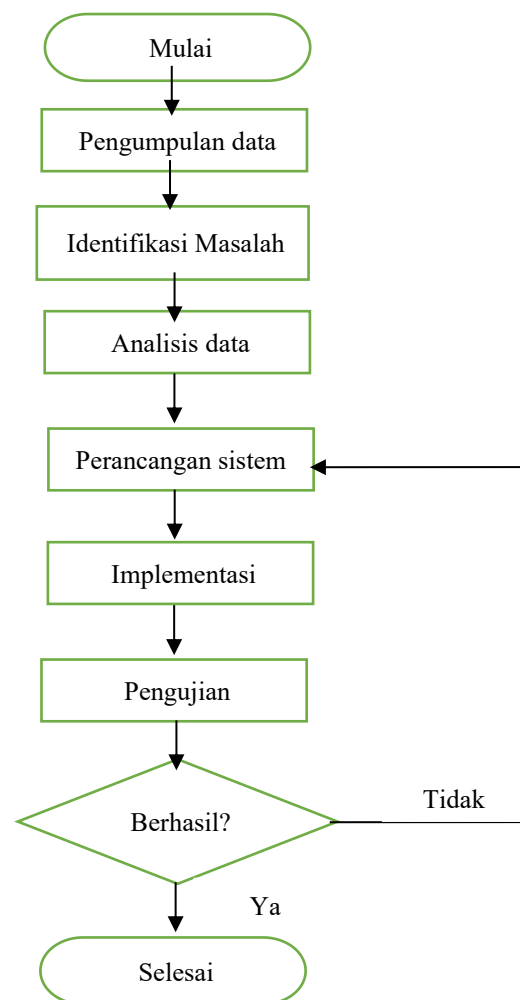 Mulai
Pengumpulan data
Identifikasi Masalah
Analisis data
Perancangan sistem
Implementasi
Pengujian
Berhasil?
Tidak
Ya
Selesai